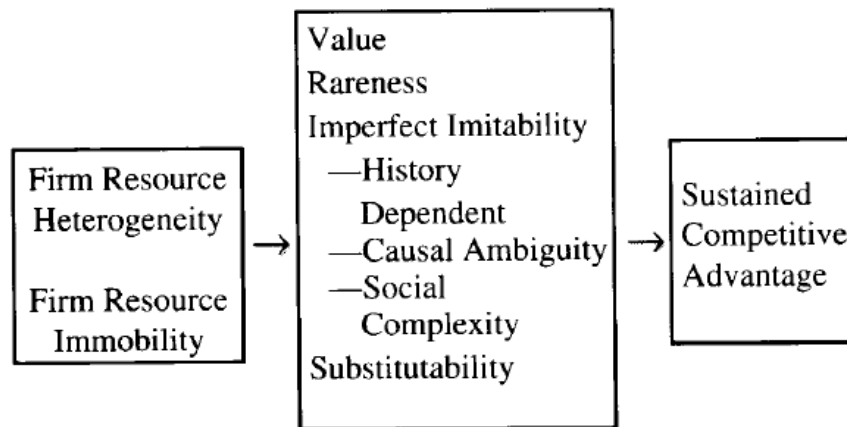 Firm Resource
Heterogeneity
Firm Resource
Immobility
Value
Rareness
Imperfect Imitability
—History
Dependent
—Causal Ambiguity
—Social
Complexity
Substitutability
Sustained
Competitive
Advantage